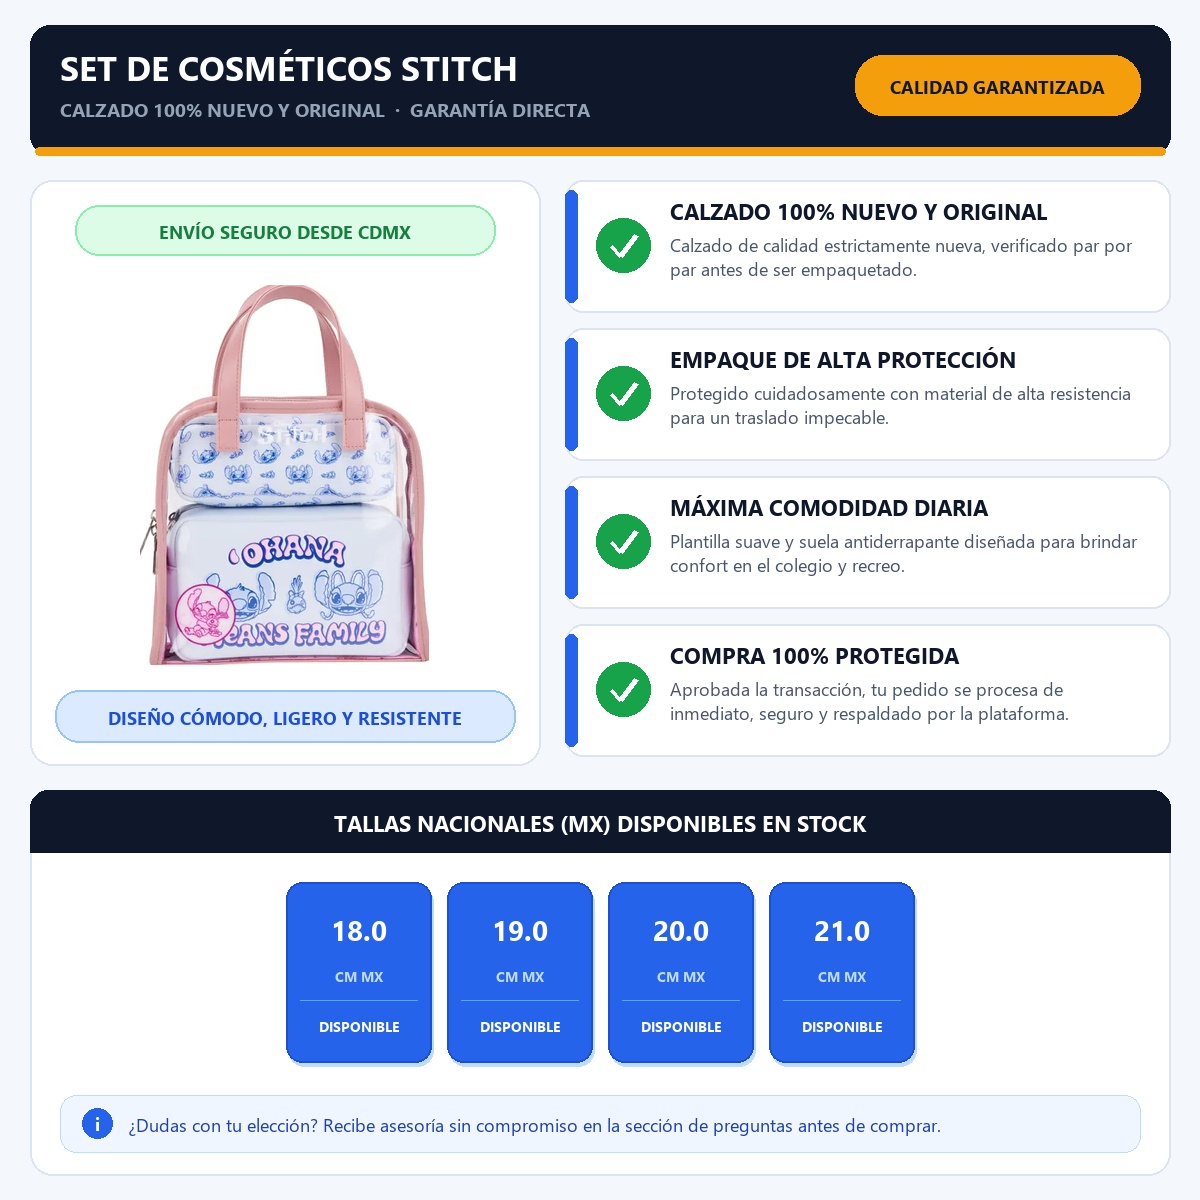 SET DE COSMÉTICOS STITCH
CALZADO 100% NUEVO Y ORIGINAL · GARANTÍA DIRECTA
CALIDAD GARANTIZADA
ENVÍO SEGURO DESDE CDMX
STITCH
OHANA
MEANS FAMILY
DISEÑO CÓMODO, LIGERO Y RESISTENTE
CALZADO 100% NUEVO Y ORIGINAL
Calzado de calidad estrictamente nueva, verificado par por
par antes de ser empaquetado.
EMPAQUE DE ALTA PROTECCIÓN
Protegido cuidadosamente con material de alta resistencia
para un traslado impecable.
MÁXIMA COMODIDAD DIARIA
Plantilla suave y suela antiderrapante diseñada para brindar
confort en el colegio y recreo.
COMPRA 100% PROTEGIDA
Aprobada la transacción, tu pedido se procesa de
inmediato, seguro y respaldado por la plataforma.
TALLAS NACIONALES (MX) DISPONIBLES EN STOCK
18.0 19.0 20.0 21.0
CM MX CM MX CM MX CM MX
DISPONIBLE DISPONIBLE DISPONIBLE DISPONIBLE
¿Dudas con tu elección? Recibe asesoría sin compromiso en la sección de preguntas antes de comprar.